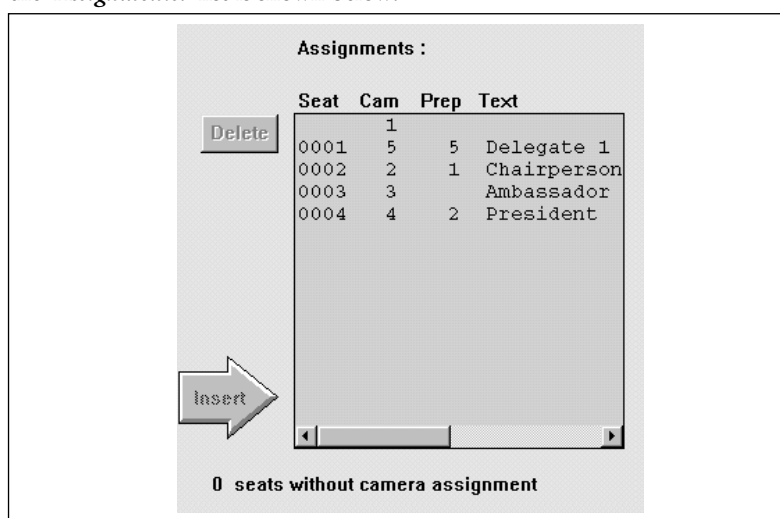 Assignments :
Seat Cam Prep Text
Delete
1
0001 5 5 Delegate 1
0002 2 1 Chairperson
0003 3 Ambassador
0004 4 2 President
Insert
0 seats without camera assignment